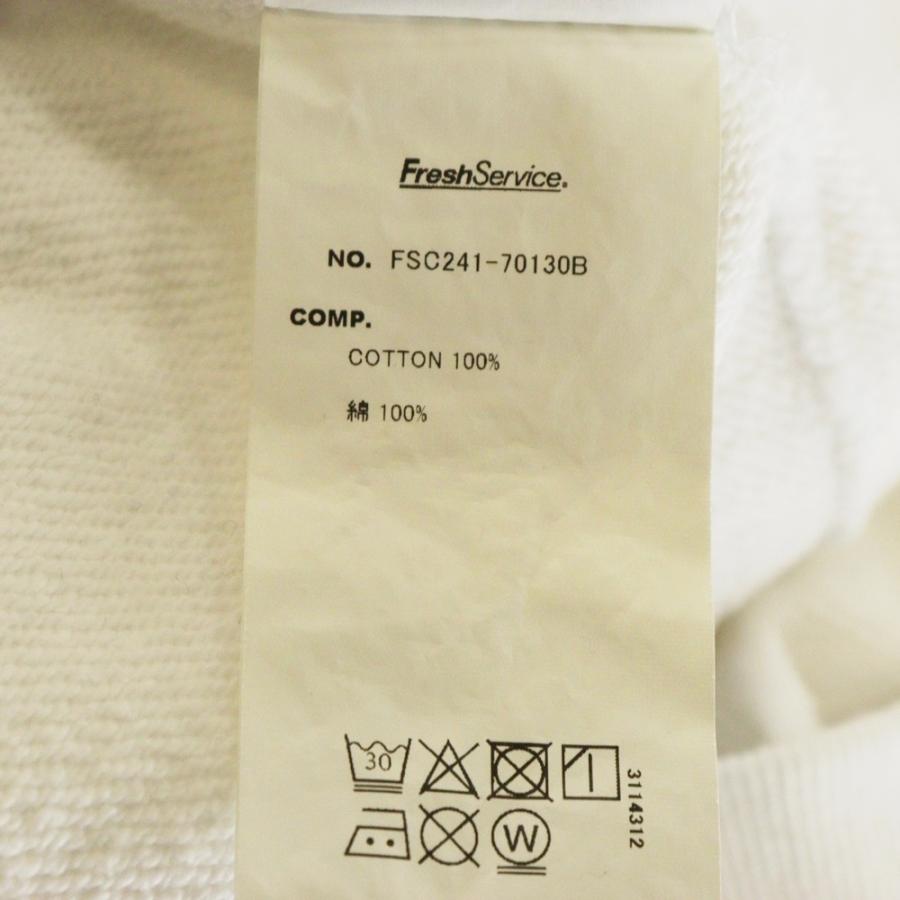 FreshService.
NO. FSC241-70130B
COMP.
COTTON 100%
綿 100%
30
W
3114312